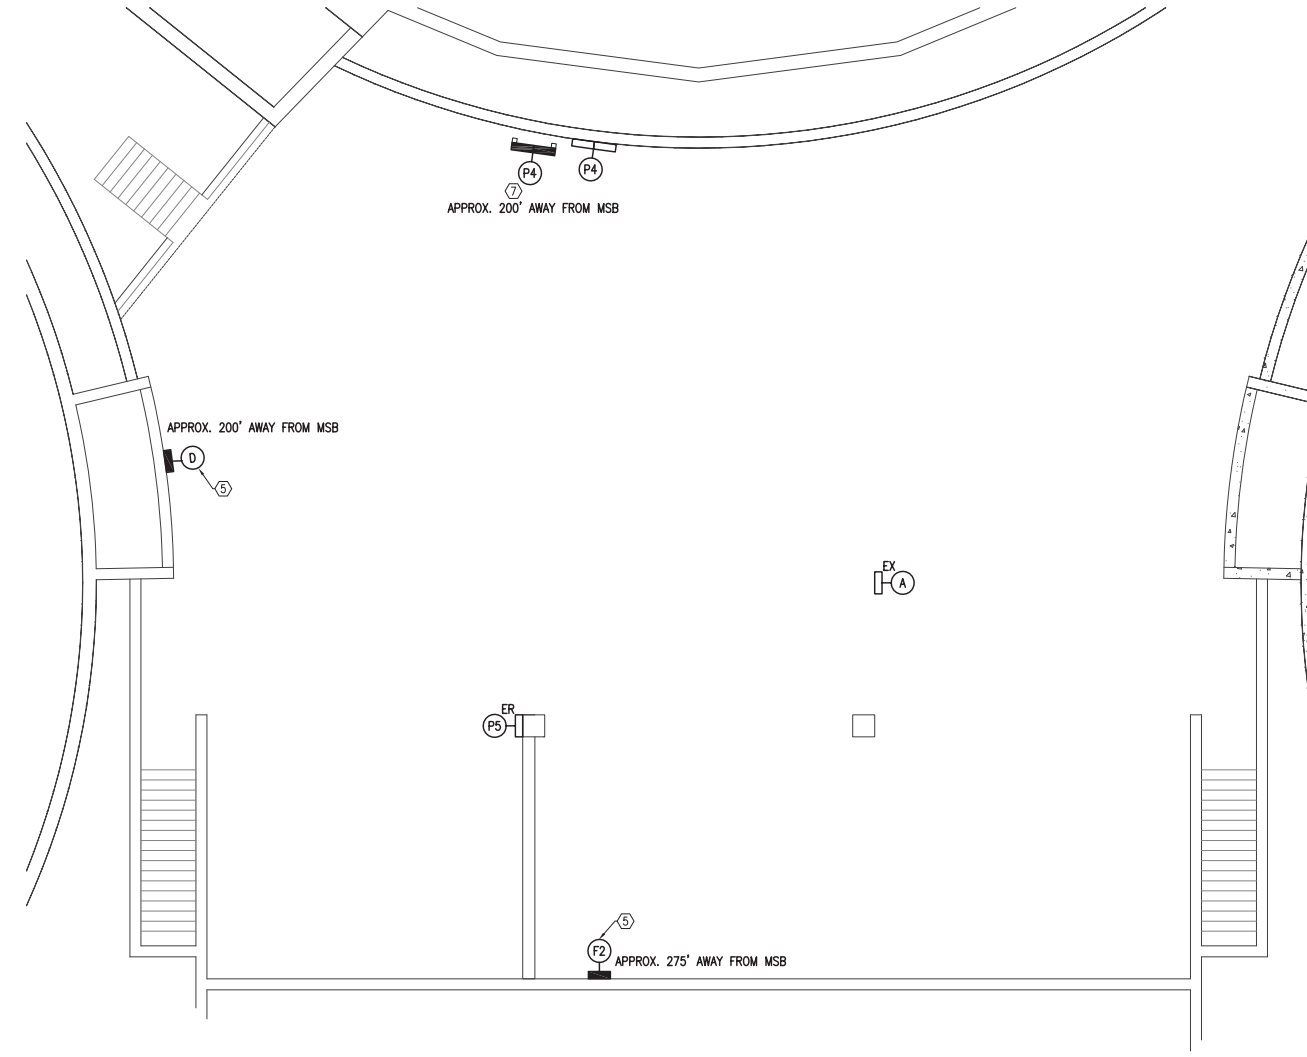 P4
P4
7
APPROX. 200' AWAY FROM MSB
APPROX. 200' AWAY FROM MSB
D
5
EX
A
ER
P5
5
F2
APPROX. 275' AWAY FROM MSB